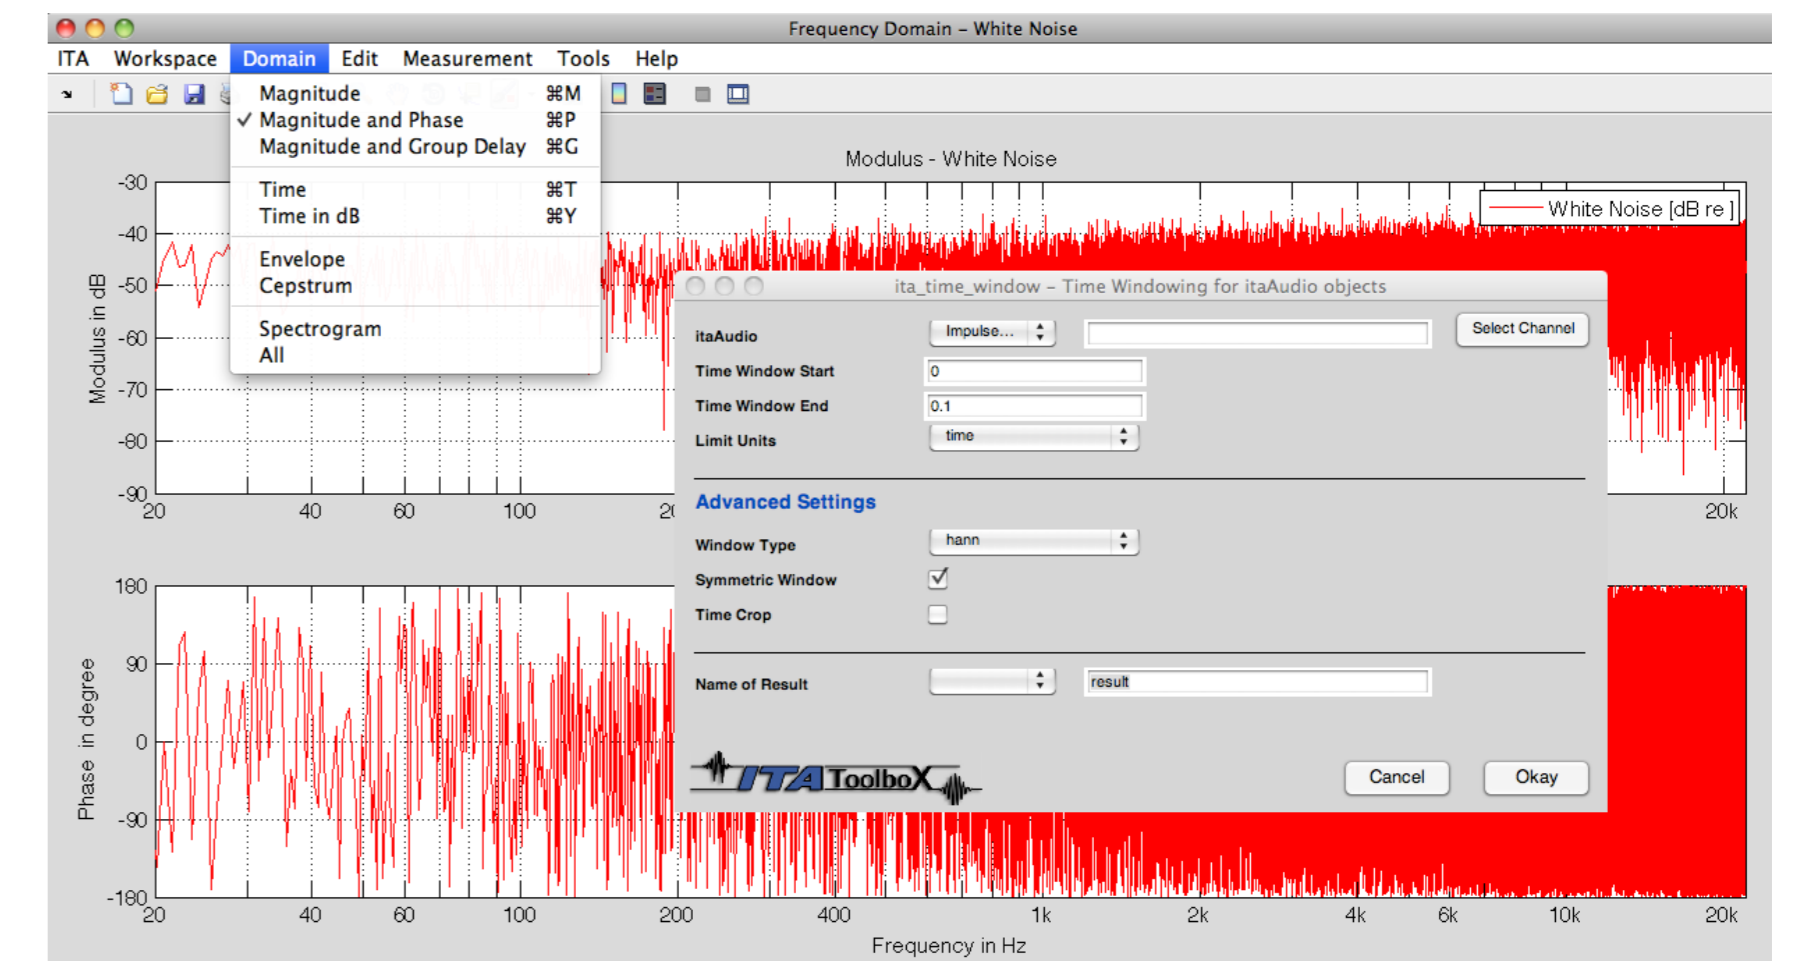 Frequency Domain – White Noise
ITA Workspace Domain Edit Measurement Tools Help
Magnitude ⌘M
✓ Magnitude and Phase ⌘P
Magnitude and Group Delay ⌘G
Time ⌘T
Time in dB ⌘Y
Envelope
Cepstrum
Spectrogram
All
Modulus - White Noise
White Noise [dB re ]
Modulus in dB
-30
-40
-50
-60
-70
-80
-90
20 40 60 100 20k
ita_time_window – Time Windowing for itaAudio objects
itaAudio Impulse... Select Channel
Time Window Start 0
Time Window End 0.1
Limit Units time
Advanced Settings
Window Type hann
Symmetric Window
Time Crop
Name of Result result
ITA ToolboX
Cancel Okay
Phase in degree
180
90
0
-90
-180
20 40 60 100 200 400 1k 2k 4k 6k 10k 20k
Frequency in Hz